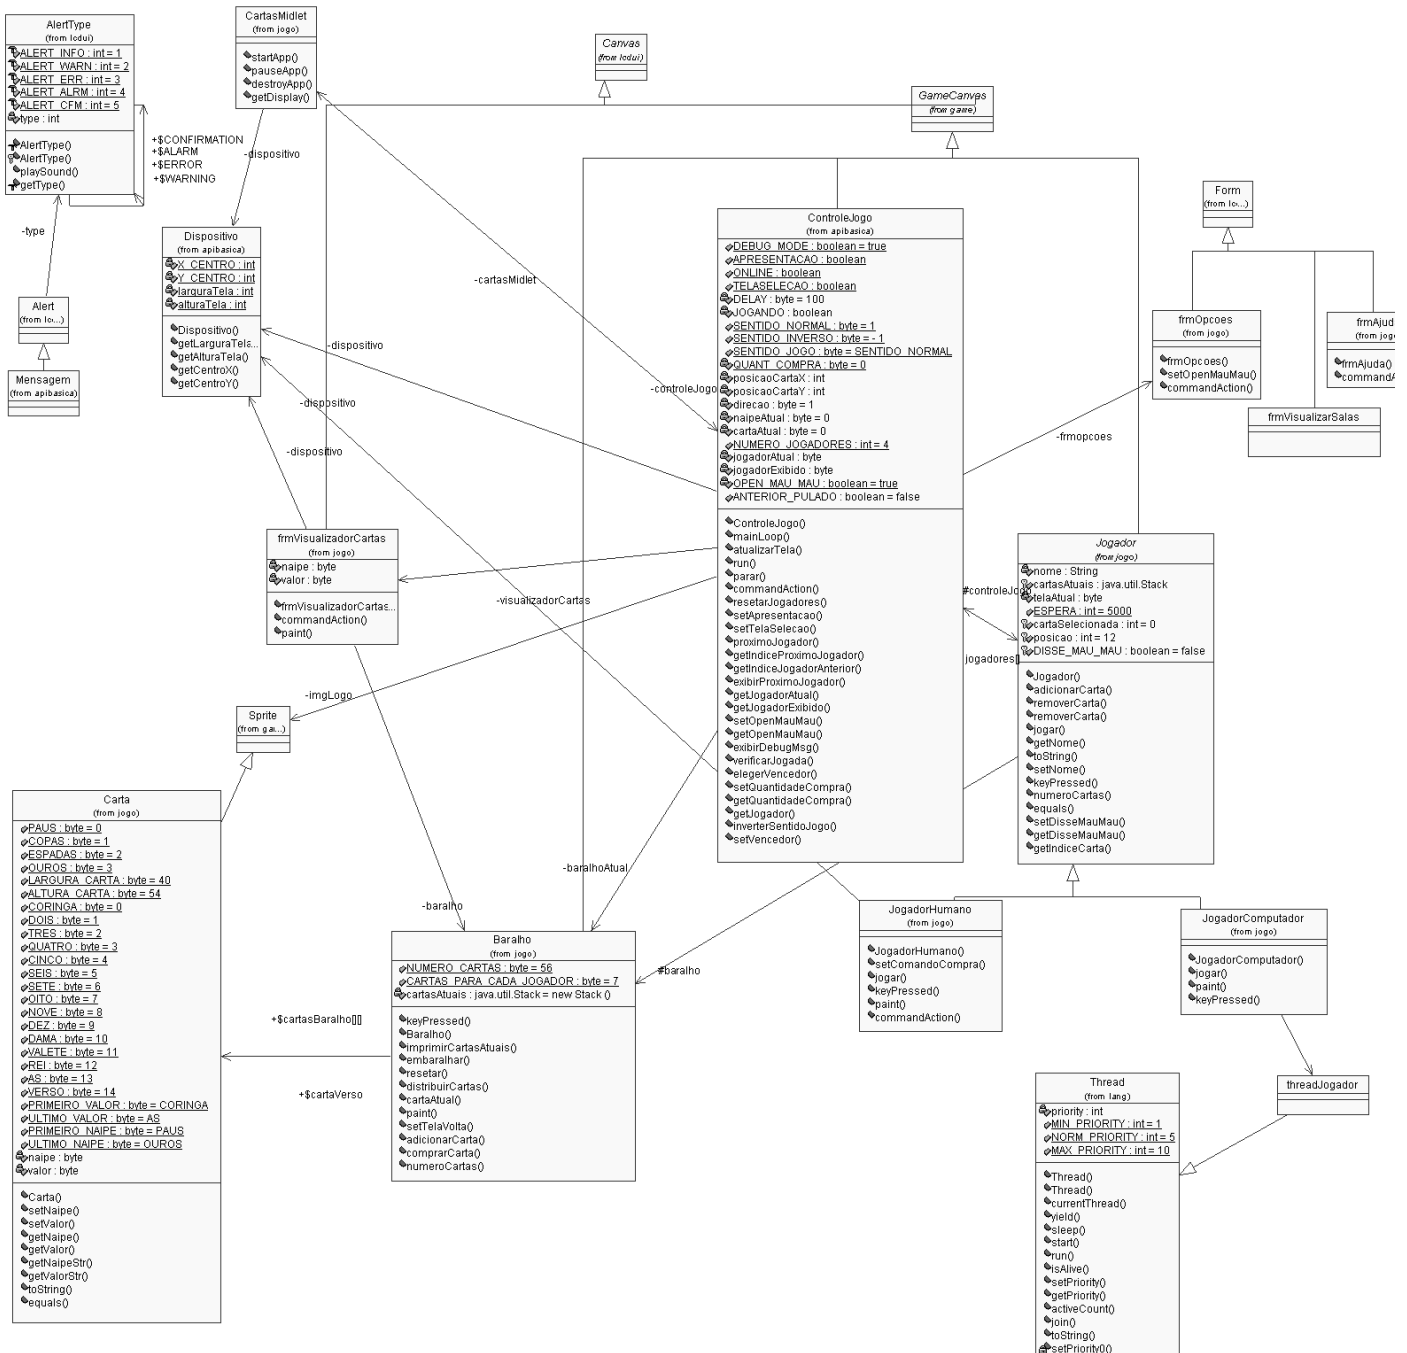 AlertType
(from lcdui)
ALERT_INFO : int = 1
ALERT_WARN : int = 2
ALERT_ERR : int = 3
ALERT_ALRM : int = 4
ALERT_CFM : int = 5
type : int
AlertType()
AlertType()
playSound()
getType()
+$CONFIRMATION
+$ALARM
+$ERROR
+$WARNING
-type
Alert
(from lc...)
Mensagem
(from apibasica)
CartasMidlet
(from jogo)
startApp()
pauseApp()
destroyApp()
getDisplay()
-dispositivo
Dispositivo
(from apibasica)
X_CENTRO : int
Y_CENTRO : int
larguraTela : int
alturaTela : int
Dispositivo()
getLarguraTela...
getAlturaTela()
getCentroX()
getCentroY()
Canvas
(from lcdui)
GameCanvas
(from game)
-cartasMidlet
-controleJogo
-dispositivo
-dispositivo
-dispositivo
ControleJogo
(from apibasica)
DEBUG_MODE : boolean = true
APRESENTACAO : boolean
ONLINE : boolean
TELASELECAO : boolean
DELAY : byte = 100
JOGANDO : boolean
SENTIDO_NORMAL : byte = 1
SENTIDO_INVERSO : byte = - 1
SENTIDO_JOGO : byte = SENTIDO_NORMAL
QUANT_COMPRA : byte = 0
posicaoCartaX : int
posicaoCartaY : int
direcao : byte = 1
naipeAtual : byte = 0
cartaAtual : byte = 0
NUMERO_JOGADORES : int = 4
jogadorAtual : byte
jogadorExibido : byte
OPEN_MAU_MAU : boolean = true
ANTERIOR_PULADO : boolean = false
ControleJogo()
mainLoop()
atualizarTela()
run()
parar()
commandAction()
resetarJogadores()
setApresentacao()
setTelaSelecao()
proximoJogador()
getIndiceProximoJogador()
getIndiceJogadorAnterior()
exibirProximoJogador()
getJogadorAtual()
getJogadorExibido()
setOpenMauMau()
getOpenMauMau()
exibirDebugMsg()
verificarJogada()
elegerVencedor()
setQuantidadeCompra()
getQuantidadeCompra()
getJogador()
inverterSentidoJogo()
setVencedor()
Form
(from lc...)
frmOpcoes
(from jogo)
frmOpcoes()
setOpenMauMau()
commandAction()
frmAjud
(from jog
frmAjuda()
commandA
frmVisualizarSalas
-frmopcoes
frmVisualizadorCartas
(from jogo)
naipe : byte
valor : byte
frmVisualizadorCartas...
commandAction()
paint()
-visualizadorCartas
-imgLogo
#controleJogo
jogadores[]
Jogador
(from jogo)
nome : String
cartasAtuais : java.util.Stack
telaAtual : byte
ESPERA : int = 5000
cartaSelecionada : int = 0
posicao : int = 12
DISSE_MAU_MAU : boolean = false
Jogador()
adicionarCarta()
removerCarta()
removerCarta()
jogar()
getNome()
toString()
setNome()
keyPressed()
numeroCartas()
equals()
setDisseMauMau()
getDisseMauMau()
getIndiceCarta()
Sprite
(from ga...)
Carta
(from jogo)
PAUS : byte = 0
COPAS : byte = 1
ESPADAS : byte = 2
OUROS : byte = 3
LARGURA_CARTA : byte = 40
ALTURA_CARTA : byte = 54
CORINGA : byte = 0
DOIS : byte = 1
TRES : byte = 2
QUATRO : byte = 3
CINCO : byte = 4
SEIS : byte = 5
SETE : byte = 6
OITO : byte = 7
NOVE : byte = 8
DEZ : byte = 9
DAMA : byte = 10
VALETE : byte = 11
REI : byte = 12
AS : byte = 13
VERSO : byte = 14
PRIMEIRO_VALOR : byte = CORINGA
ULTIMO_VALOR : byte = AS
PRIMEIRO_NAIPE : byte = PAUS
ULTIMO_NAIPE : byte = OUROS
naipe : byte
valor : byte
Carta()
setNaipe()
setValor()
getNaipe()
getValor()
getNaipeStr()
getValorStr()
toString()
equals()
-baralhoAtual
-baralho
#baralho
+$cartasBaralho[][]
+$cartaVerso
Baralho
(from jogo)
NUMERO_CARTAS : byte = 56
CARTAS_PARA_CADA_JOGADOR : byte = 7
cartasAtuais : java.util.Stack = new Stack ()
keyPressed()
Baralho()
imprimirCartasAtuais()
embaralhar()
resetar()
distribuirCartas()
cartaAtual()
paint()
setTelaVolta()
adicionarCarta()
comprarCarta()
numeroCartas()
JogadorHumano
(from jogo)
JogadorHumano()
setComandoCompra()
jogar()
keyPressed()
paint()
commandAction()
JogadorComputador
(from jogo)
JogadorComputador()
jogar()
paint()
keyPressed()
threadJogador
Thread
(from lang)
priority : int
MIN_PRIORITY : int = 1
NORM_PRIORITY : int = 5
MAX_PRIORITY : int = 10
Thread()
Thread()
currentThread()
yield()
sleep()
start()
run()
isAlive()
setPriority()
getPriority()
activeCount()
join()
toString()
setPriority0()